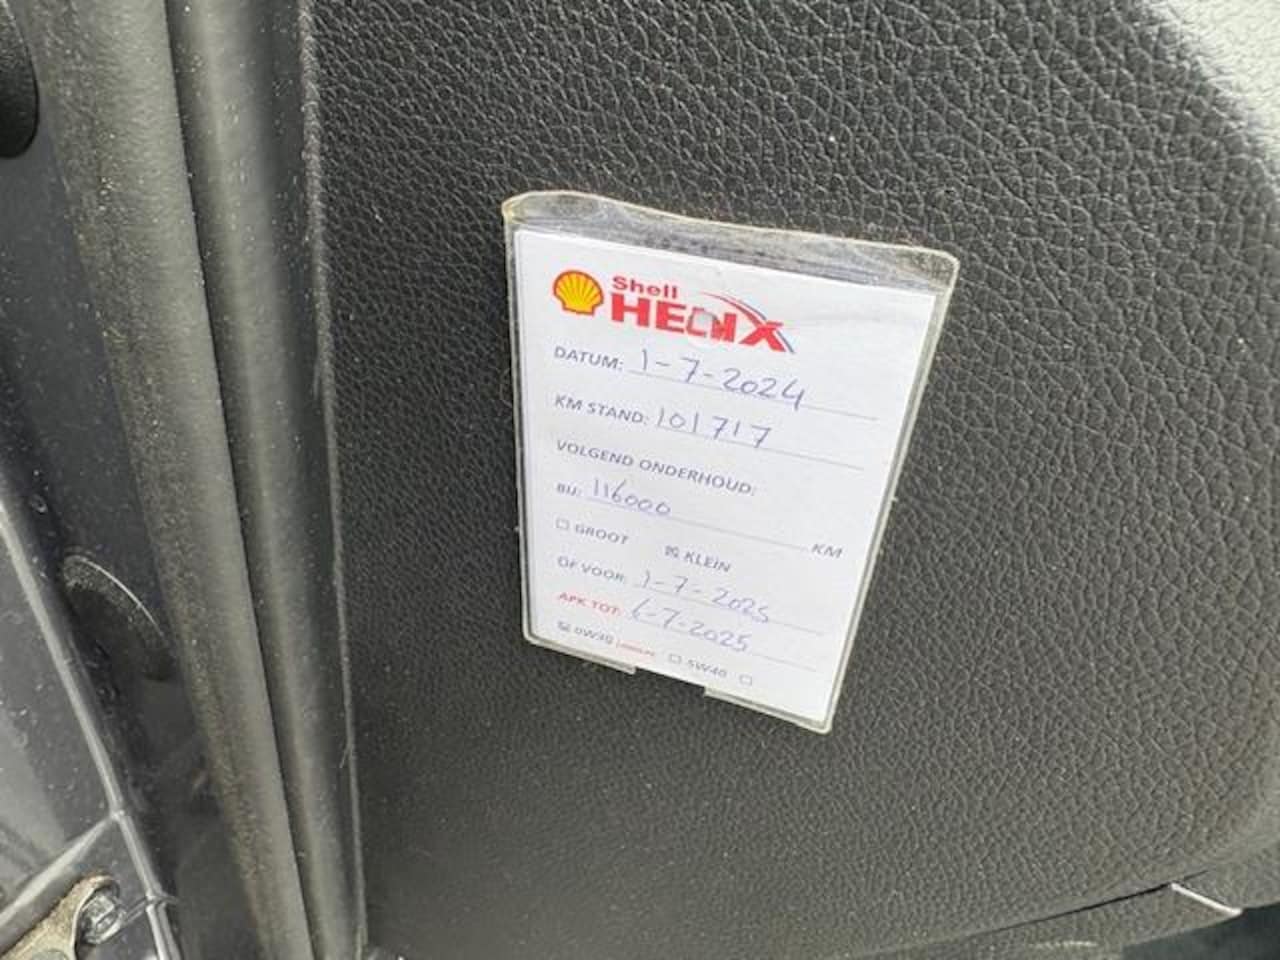 Shell
HELIX
DATUM: 1-7-2024
KM STAND: 101717
VOLGEND ONDERHOUD:
BIJ: 116000 KM
GROOT KLEIN
OF VOOR: 1-7-2025
APK TOT: 6-7-2025
0W30 5W40